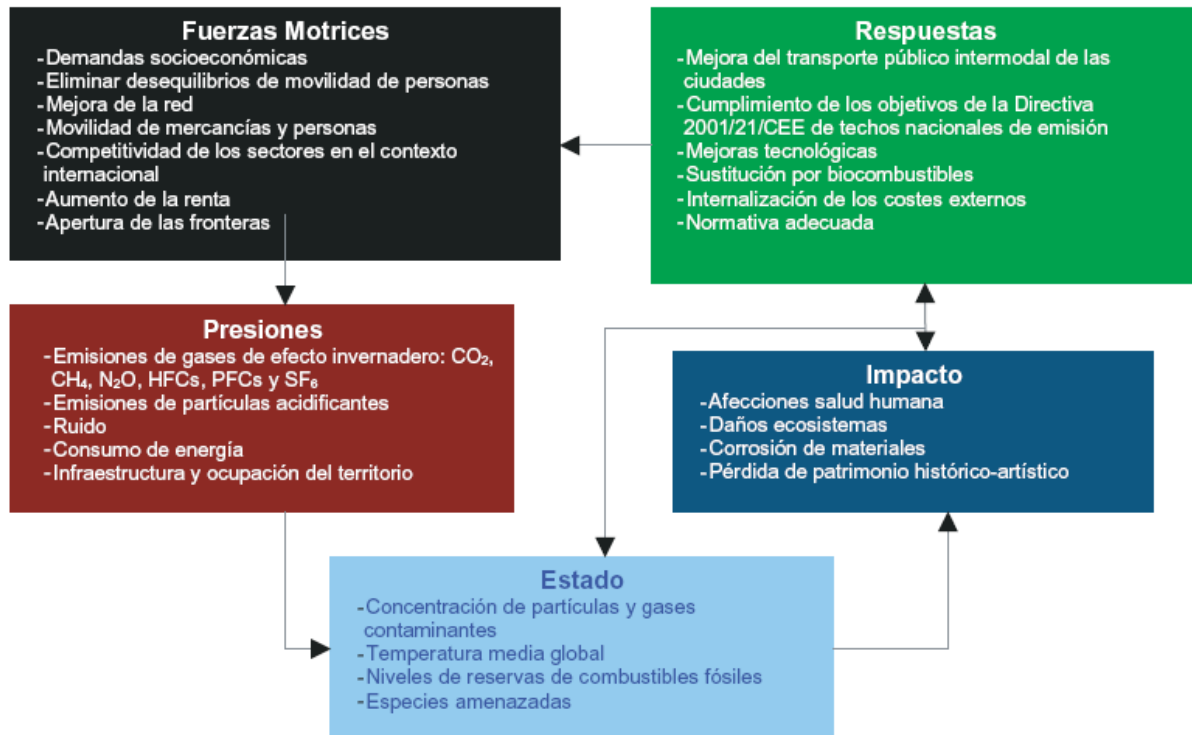 Fuerzas Motrices
-Demandas socioeconómicas
-Eliminar desequilibrios de movilidad de personas
-Mejora de la red
-Movilidad de mercancías y personas
-Competitividad de los sectores en el contexto
internacional
-Aumento de la renta
-Apertura de las fronteras
Respuestas
-Mejora del transporte público intermodal de las
ciudades
-Cumplimiento de los objetivos de la Directiva
2001/21/CEE de techos nacionales de emisión
-Mejoras tecnológicas
-Sustitución por biocombustibles
-Internalización de los costes externos
-Normativa adecuada
Presiones
-Emisiones de gases de efecto invernadero: CO₂,
CH₄, N₂O, HFCs, PFCs y SF₆
-Emisiones de partículas acidificantes
-Ruido
-Consumo de energía
-Infraestructura y ocupación del territorio
Impacto
-Afecciones salud humana
-Daños ecosistemas
-Corrosión de materiales
-Pérdida de patrimonio histórico-artístico
Estado
-Concentración de partículas y gases
contaminantes
-Temperatura media global
-Niveles de reservas de combustibles fósiles
-Especies amenazadas